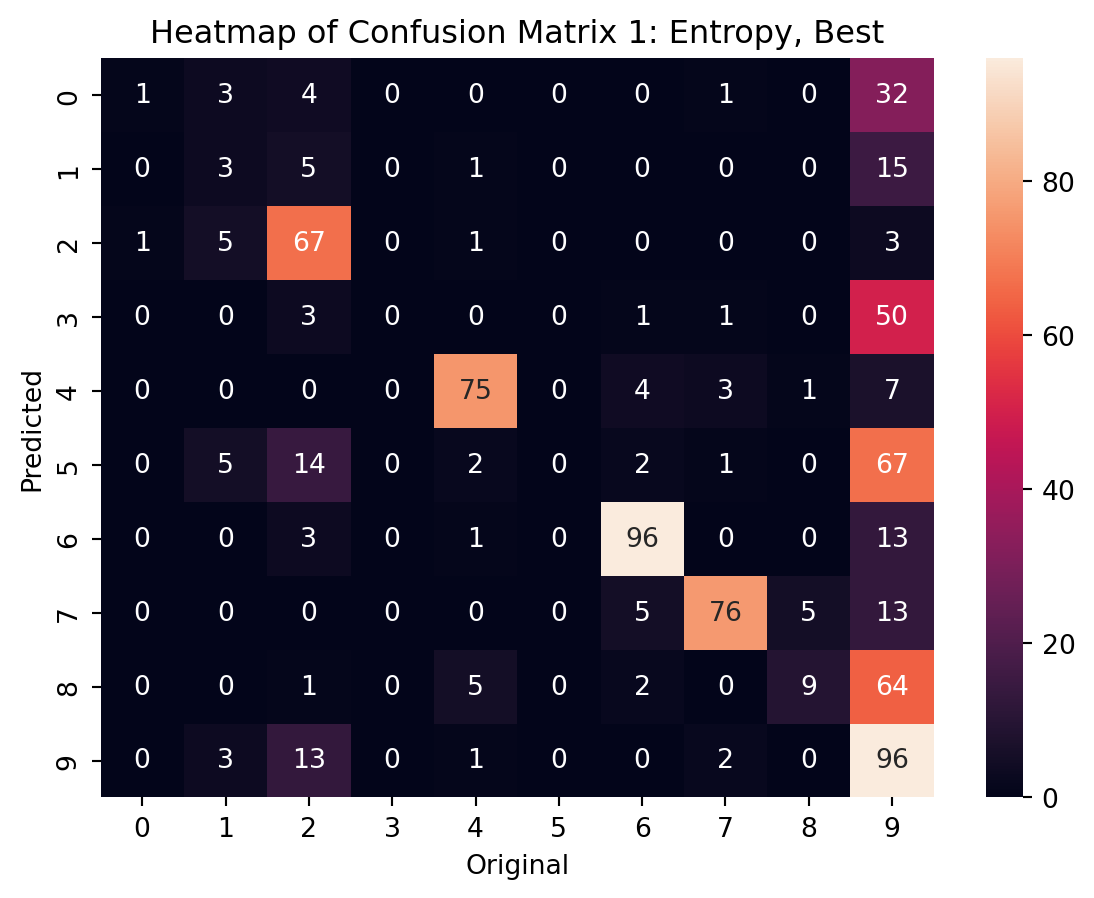 Heatmap of Confusion Matrix 1: Entropy, Best
0 1 3 4 0 0 0 0 1 0 32
1 0 3 5 0 1 0 0 0 0 15
2 1 5 67 0 1 0 0 0 0 3
3 0 0 3 0 0 0 1 1 0 50
4 0 0 0 0 75 0 4 3 1 7
5 0 5 14 0 2 0 2 1 0 67
6 0 0 3 0 1 0 96 0 0 13
7 0 0 0 0 0 0 5 76 5 13
8 0 0 1 0 5 0 2 0 9 64
9 0 3 13 0 1 0 0 2 0 96
Predicted
0 1 2 3 4 5 6 7 8 9
Original
80
60
40
20
0